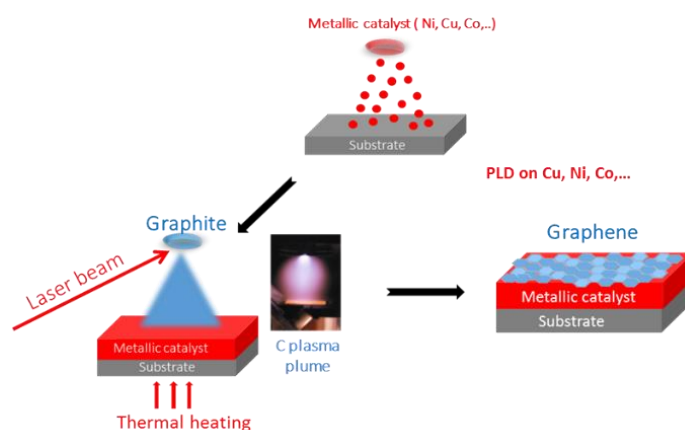 Metallic catalyst ( Ni, Cu, Co,..)
Substrate
PLD on Cu, Ni, Co,...
Graphite
Laser beam
Metallic catalyst
Substrate
Thermal heating
C plasma
plume
Graphene
Metallic catalyst
Substrate